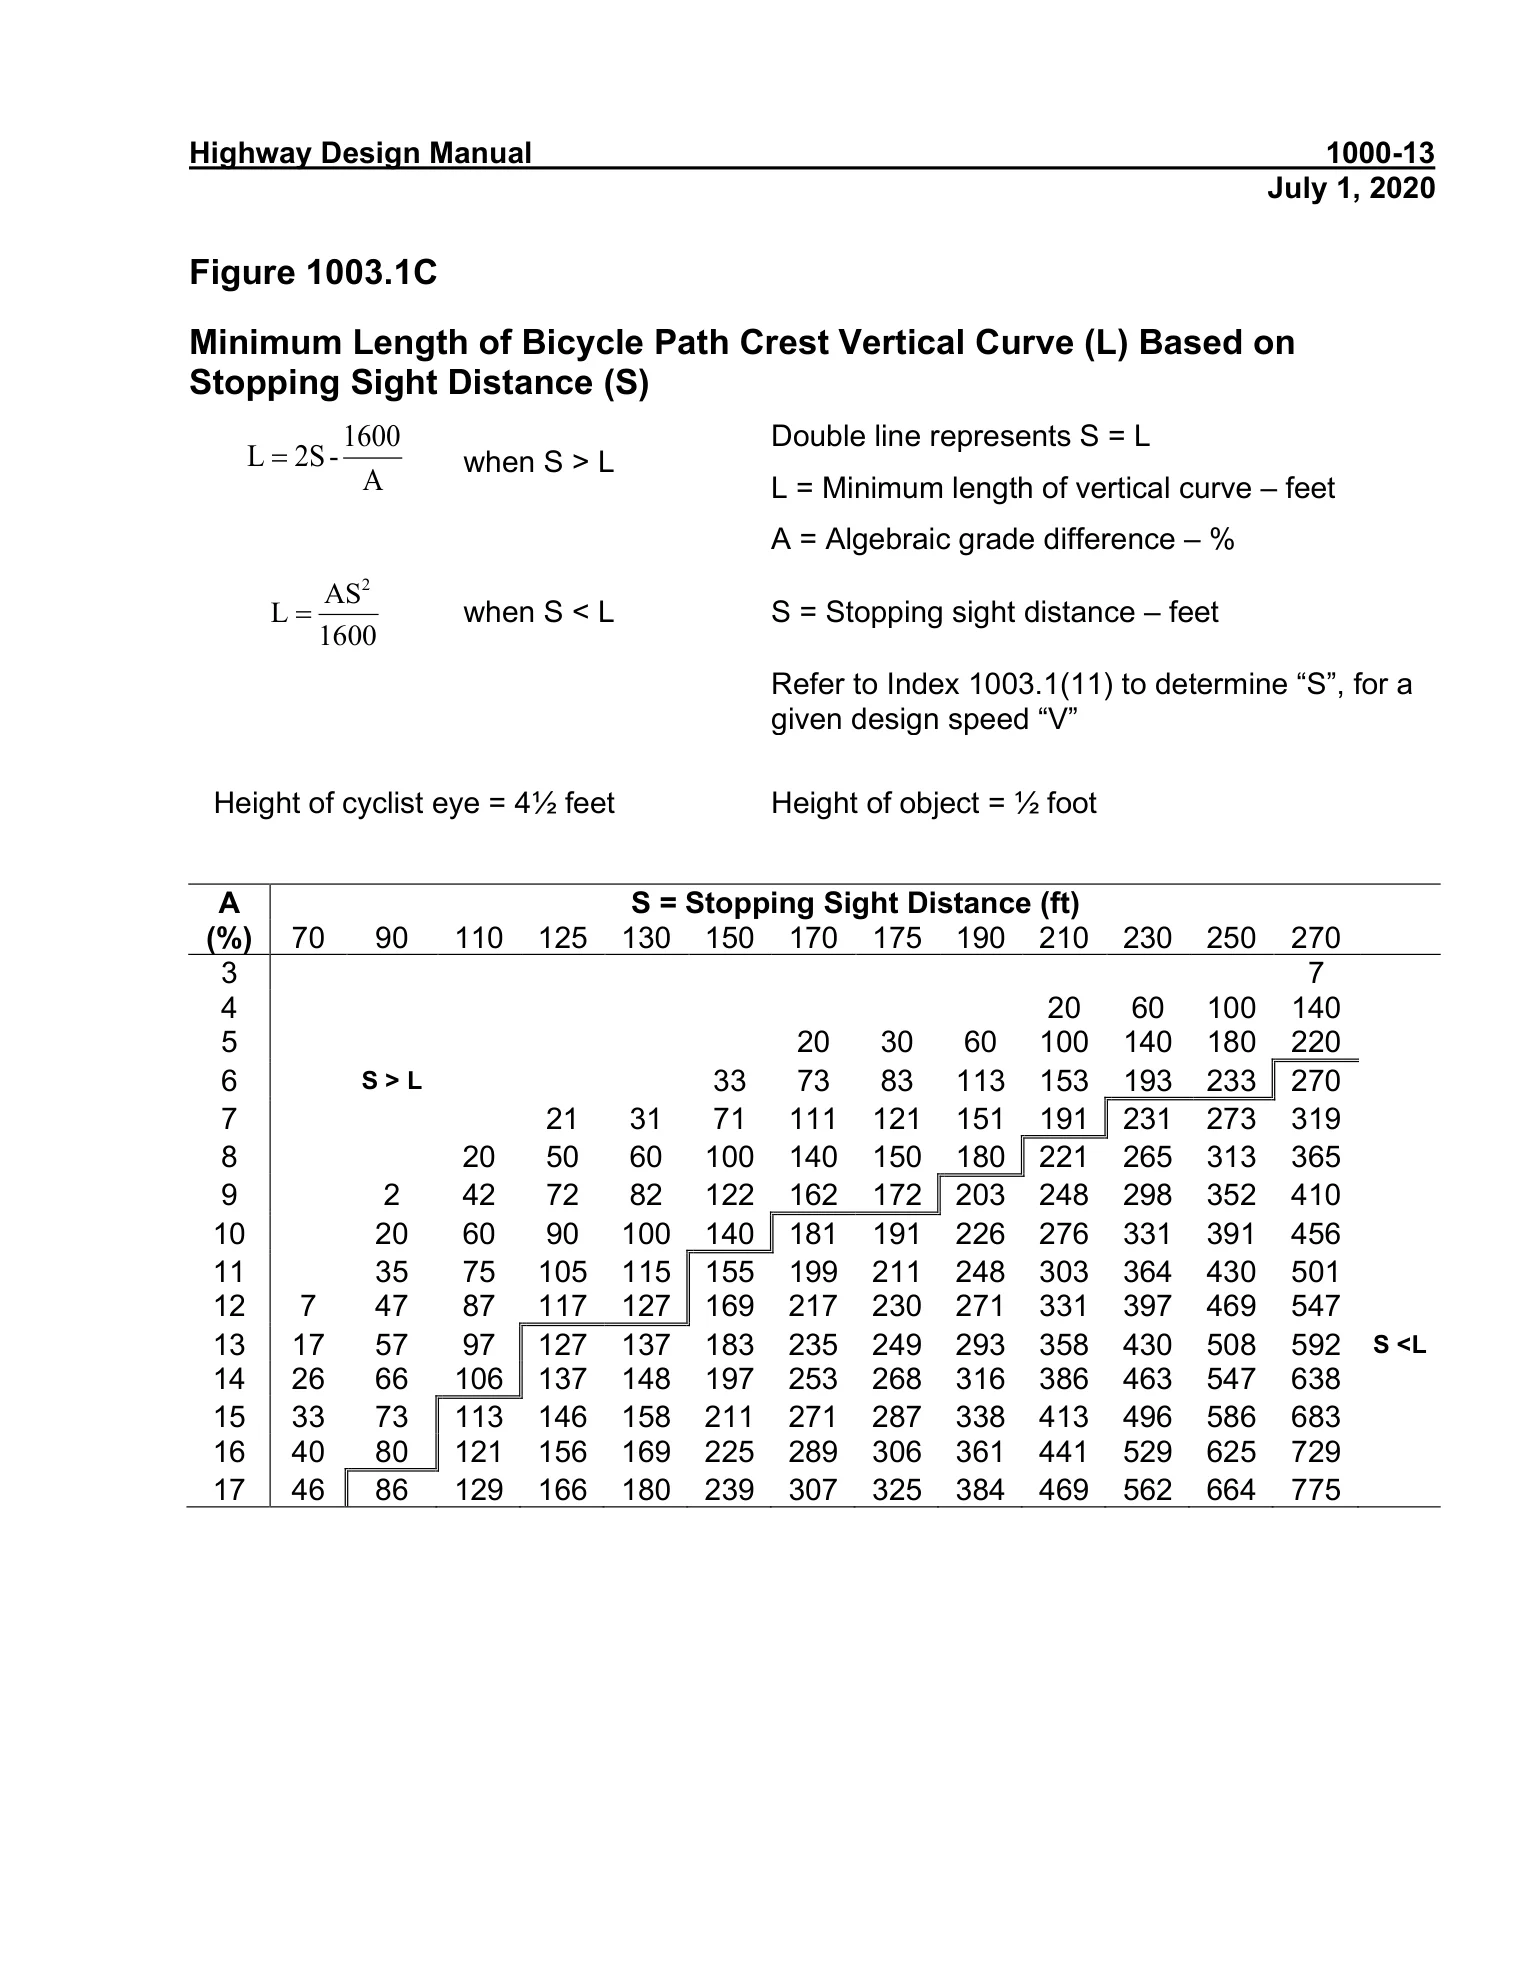 Highway Design Manual 1000-13
July 1, 2020
Figure 1003.1C
Minimum Length of Bicycle Path Crest Vertical Curve (L) Based on
Stopping Sight Distance (S)
L = 2S - 1600/A when S > L
Double line represents S = L
L = Minimum length of vertical curve – feet
A = Algebraic grade difference – %
L = AS²/1600 when S < L
S = Stopping sight distance – feet
Refer to Index 1003.1(11) to determine “S”, for a
given design speed “V”
Height of cyclist eye = 4½ feet Height of object = ½ foot
A S = Stopping Sight Distance (ft)
(%) 70 90 110 125 130 150 170 175 190 210 230 250 270
3 7
4 20 60 100 140
5 20 30 60 100 140 180 220
6 S > L 33 73 83 113 153 193 233 270
7 21 31 71 111 121 151 191 231 273 319
8 20 50 60 100 140 150 180 221 265 313 365
9 2 42 72 82 122 162 172 203 248 298 352 410
10 20 60 90 100 140 181 191 226 276 331 391 456
11 35 75 105 115 155 199 211 248 303 364 430 501
12 7 47 87 117 127 169 217 230 271 331 397 469 547
13 17 57 97 127 137 183 235 249 293 358 430 508 592 S <L
14 26 66 106 137 148 197 253 268 316 386 463 547 638
15 33 73 113 146 158 211 271 287 338 413 496 586 683
16 40 80 121 156 169 225 289 306 361 441 529 625 729
17 46 86 129 166 180 239 307 325 384 469 562 664 775